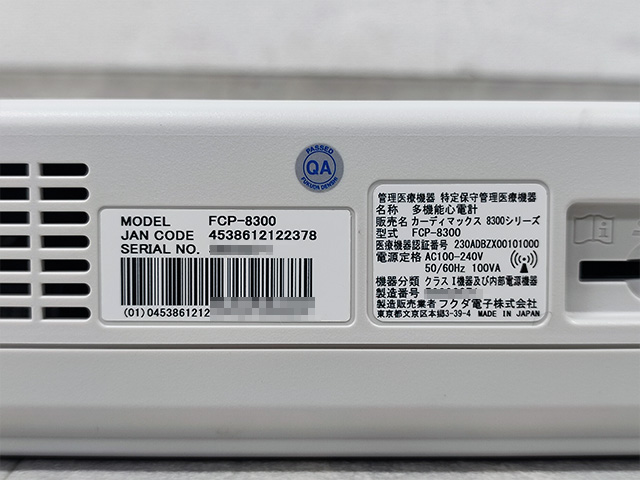 PASSED
QA
FUKUDA DENSHI
MODEL FCP-8300
JAN CODE 4538612122378
SERIAL NO.
(01)0453861212
管理医療機器 特定保守管理医療機器
名称 多機能心電計
販売名 カーディマックス 8300シリーズ
型式 FCP-8300
医療機器認証番号 230ADBZX00101000
電源定格 AC100-240V
50/60Hz 100VA
機器分類 クラスⅠ機器及び内部電源機器
製造番号
製造販売業者 フクダ電子株式会社
東京都文京区本郷3-39-4 MADE IN JAPAN